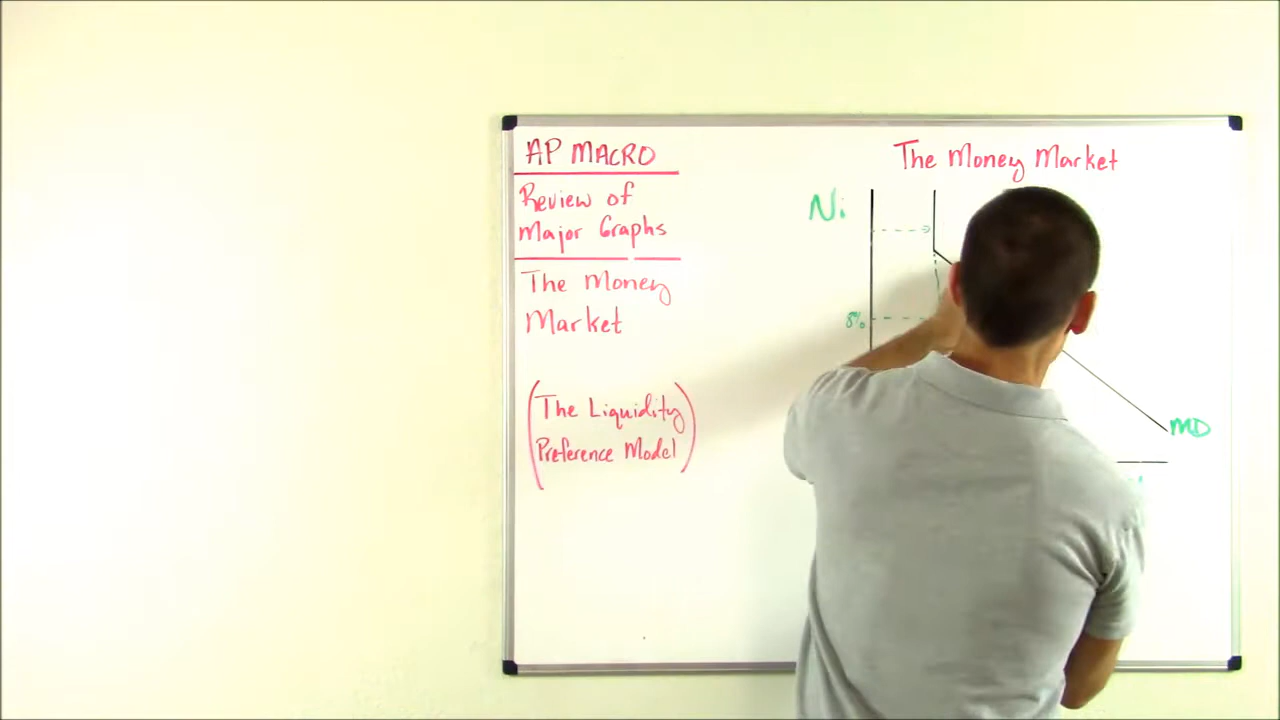 AP MACRO
Review of
Major Graphs
The Money
Market
(The Liquidity
Preference Model)
The Money Market
Ni
8%
MD